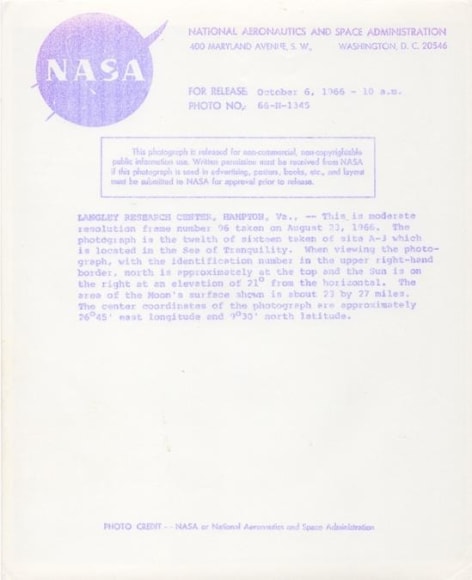 NASA
NATIONAL AERONAUTICS AND SPACE ADMINISTRATION
400 MARYLAND AVENUE, S. W., WASHINGTON, D. C. 20546
FOR RELEASE: October 6, 1966 - 10 a.m.
PHOTO NO.: 66-H-1345
This photograph is released for non-commercial, non-copyrightable
public information use. Written permission must be received from NASA
if this photograph is used in advertising, posters, books, etc., and layout
must be submitted to NASA for approval prior to release.
LANGLEY RESEARCH CENTER, HAMPTON, Va., -- This is moderate
resolution frame number 96 taken on August 23, 1966. The
photograph is the twelfth of sixteen taken of site A-3 which
is located in the Sea of Tranquility. When viewing the photo-
graph, with the identification number in the upper right-hand
border, north is approximately at the top and the Sun is on
the right at an elevation of 21° from the horizontal. The
area of the Moon's surface shown is about 23 by 27 miles.
The center coordinates of the photograph are approximately
26°45' east longitude and 0°30' north latitude.
PHOTO CREDIT -- NASA or National Aeronautics and Space Administration